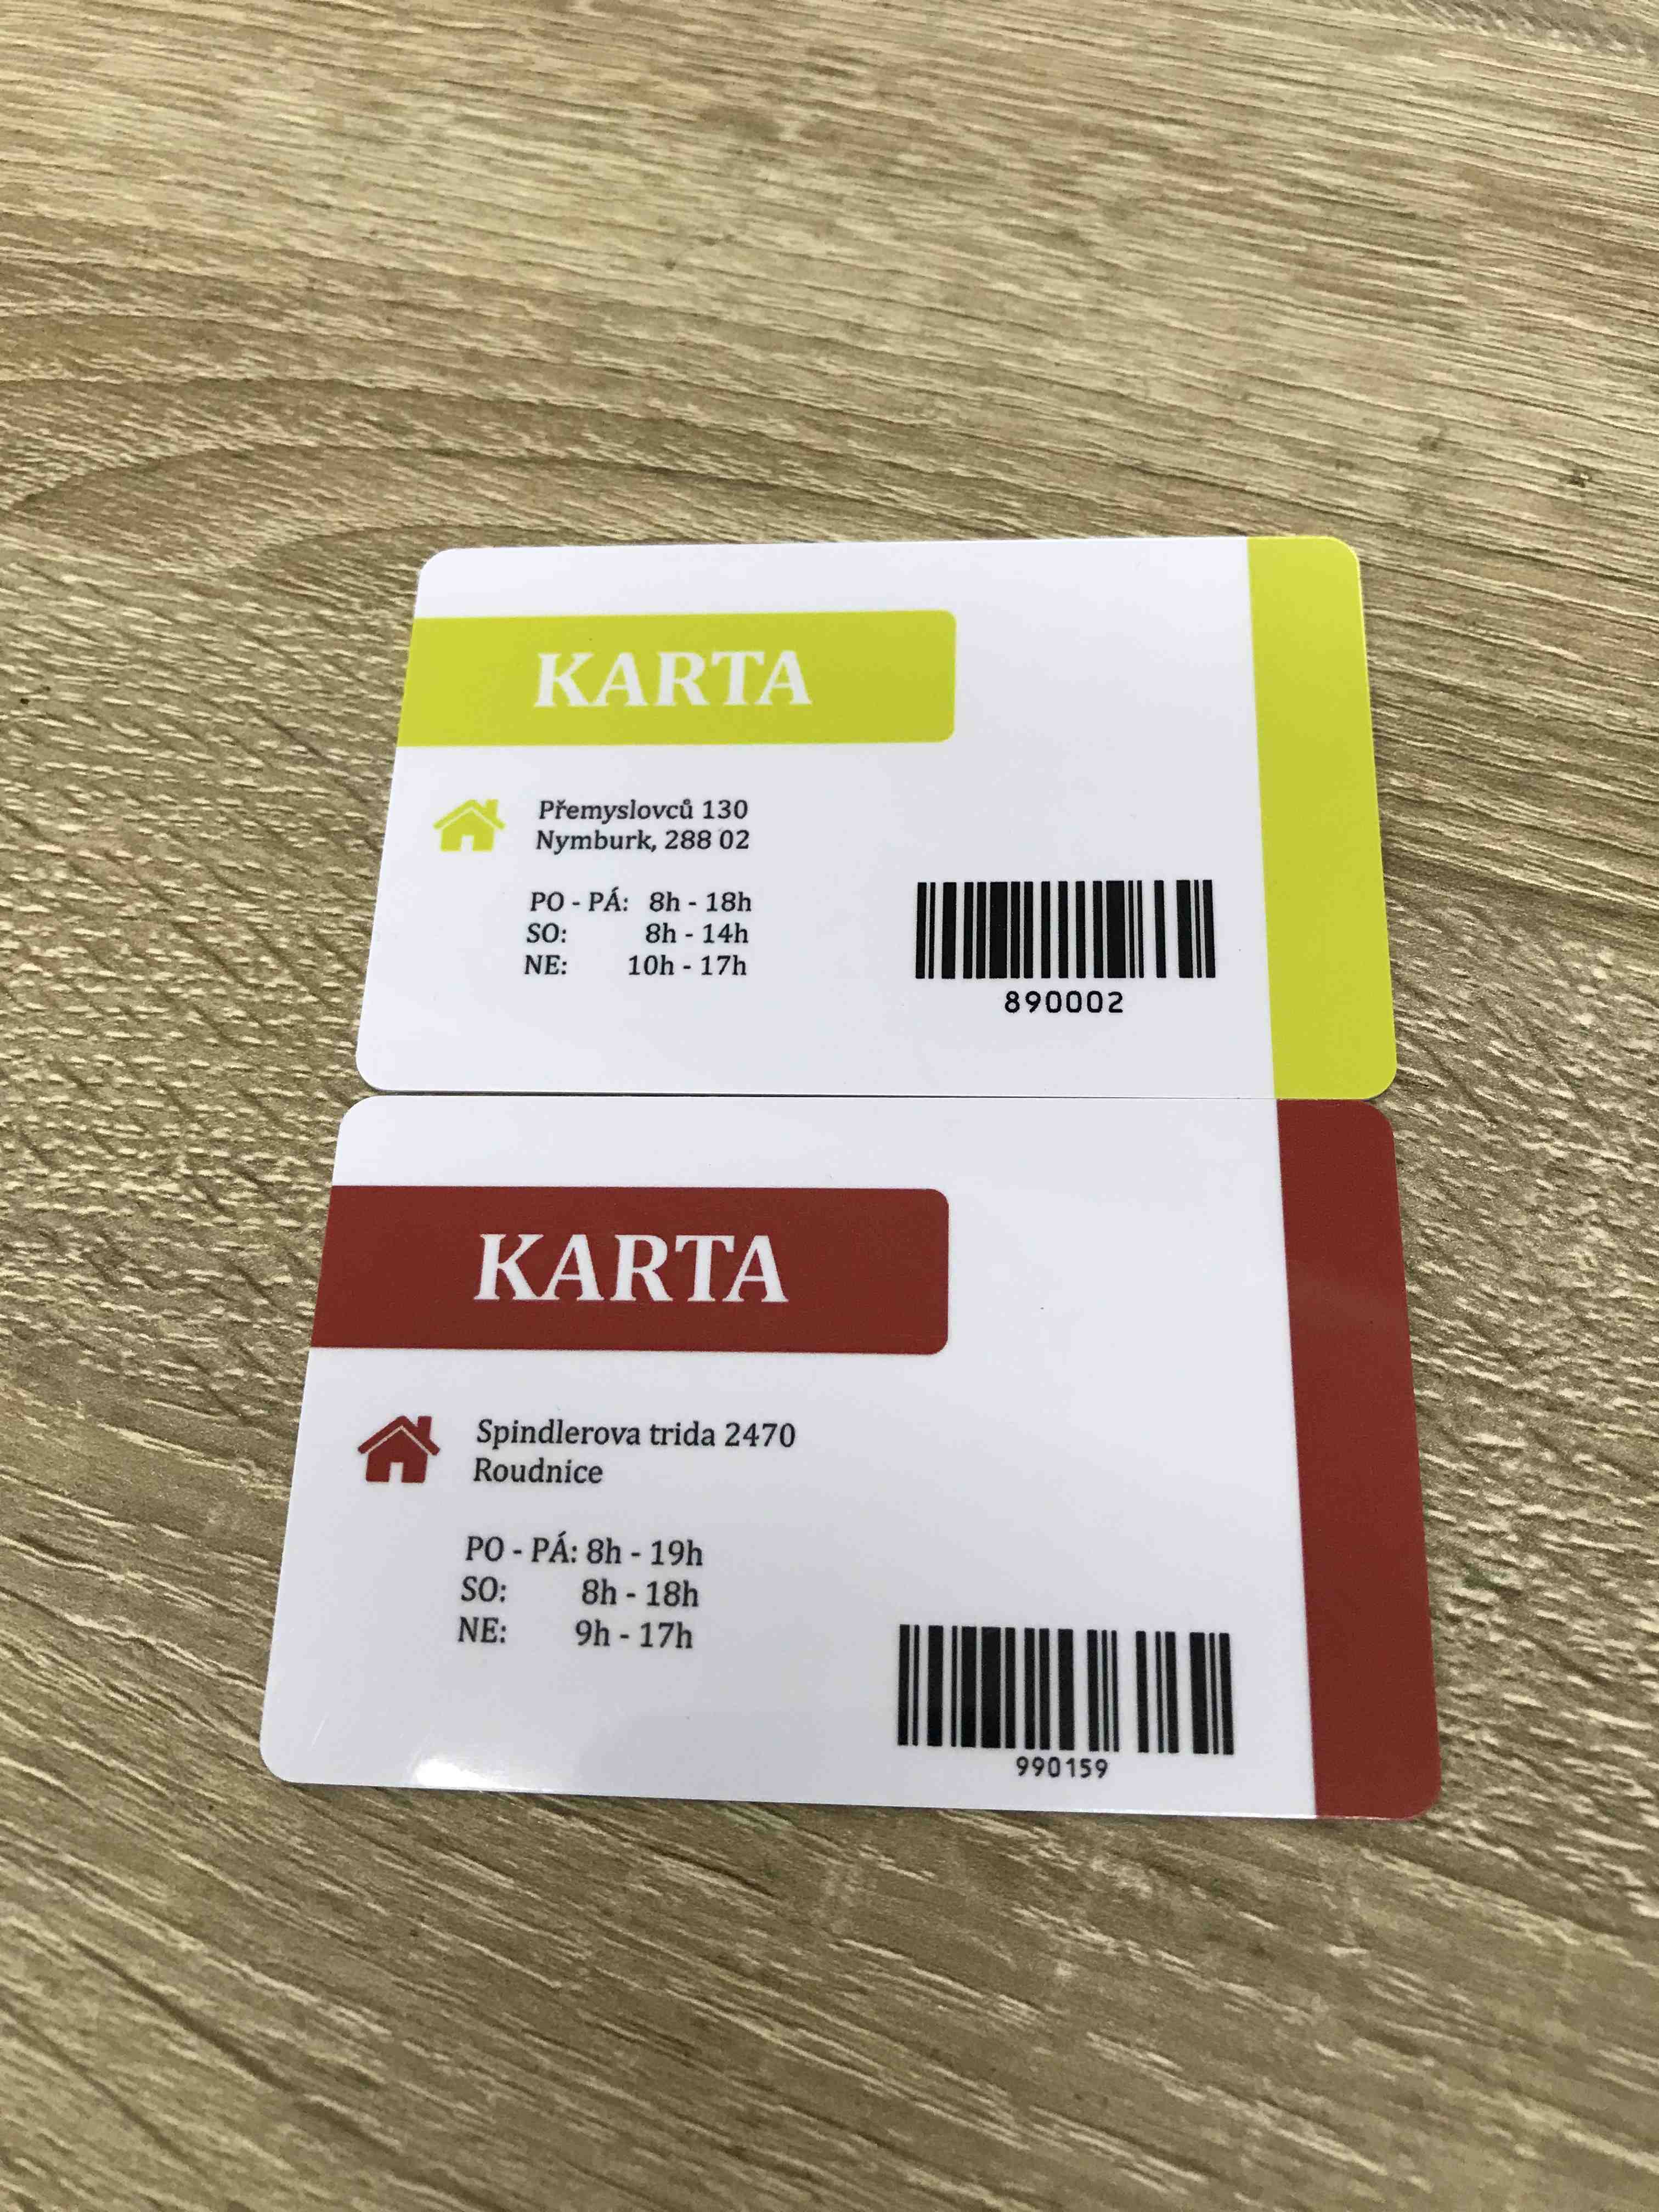 KARTA
Přemyslovců 130
Nymburk, 288 02
PO - PÁ: 8h - 18h
SO: 8h - 14h
NE: 10h - 17h
890002
KARTA
Spindlerova trida 2470
Roudnice
PO - PÁ: 8h - 19h
SO: 8h - 18h
NE: 9h - 17h
990159